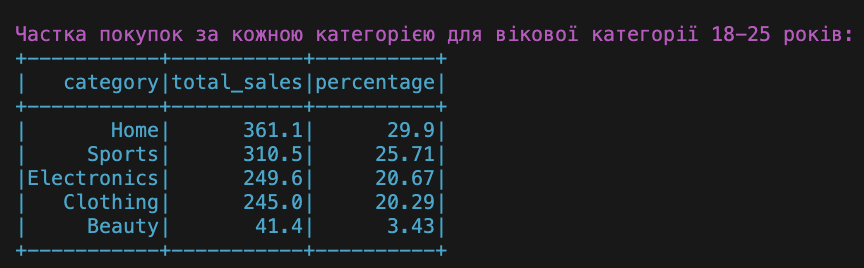 Частка покупок за кожною категорією для вікової категорії 18-25 років:
+-----------+-----------+----------+
|   category|total_sales|percentage|
+-----------+-----------+----------+
|       Home|      361.1|      29.9|
|     Sports|      310.5|     25.71|
|Electronics|      249.6|     20.67|
|   Clothing|      245.0|     20.29|
|     Beauty|       41.4|      3.43|
+-----------+-----------+----------+